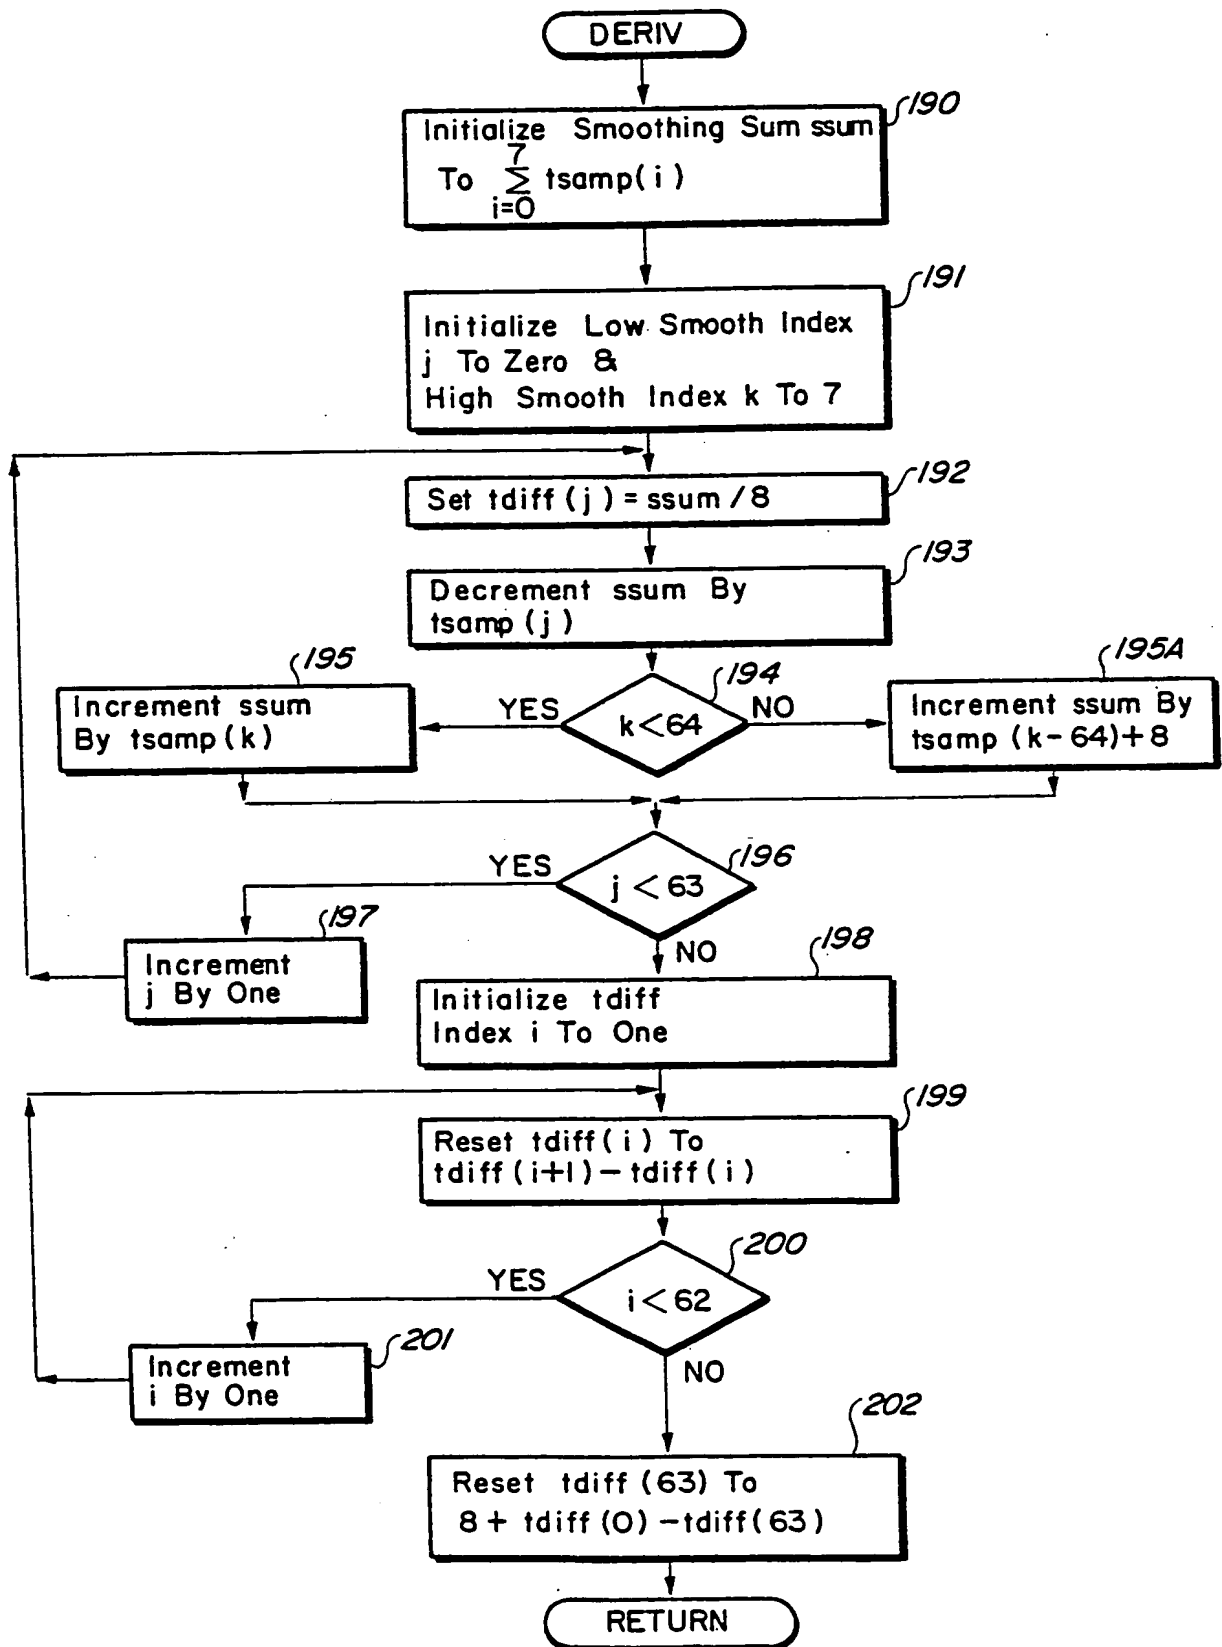 DERIV
190
Initialize Smoothing Sum ssum
To 7 Σ i=0 tsamp(i)
191
Initialize Low Smooth Index
j To Zero &
High Smooth Index k To 7
192
Set tdiff(j) = ssum / 8
193
Decrement ssum By
tsamp(j)
194
k < 64
YES
NO
195
Increment ssum
By tsamp(k)
195A
Increment ssum By
tsamp (k-64)+8
196
j < 63
YES
NO
197
Increment
j By One
198
Initialize tdiff
Index i To One
199
Reset tdiff(i) To
tdiff(i+1) - tdiff(i)
200
i < 62
YES
NO
201
Increment
i By One
202
Reset tdiff(63) To
8 + tdiff(0) - tdiff(63)
RETURN